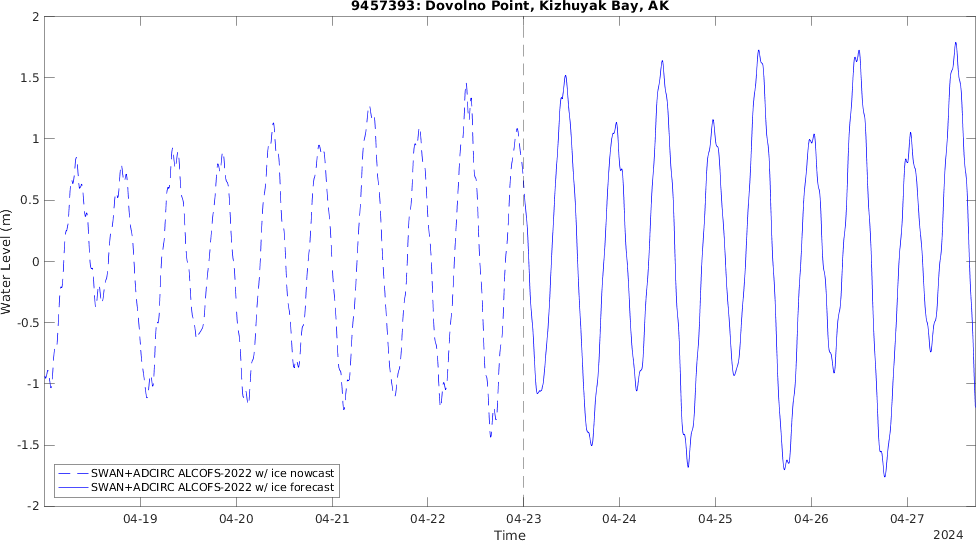 9457393: Dovolno Point, Kizhuyak Bay, AK
2
1.5
1
0.5
0
-0.5
-1
-1.5
-2
Water Level (m)
SWAN+ADCIRC ALCOFS-2022 w/ ice nowcast
SWAN+ADCIRC ALCOFS-2022 w/ ice forecast
04-19 04-20 04-21 04-22 04-23 04-24 04-25 04-26 04-27
Time
2024